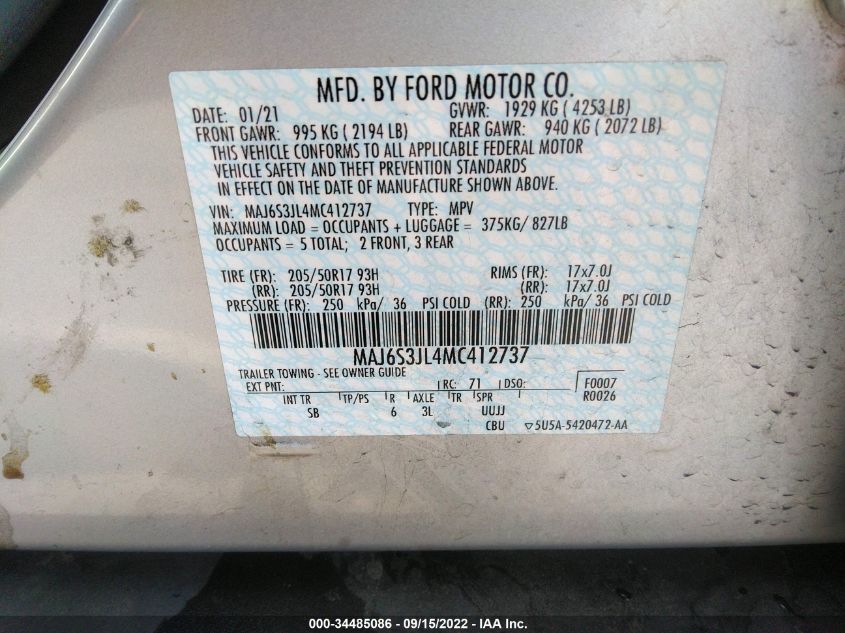 MFD. BY FORD MOTOR CO.
DATE: 01/21 GVWR: 1929 KG ( 4253 LB)
FRONT GAWR: 995 KG ( 2194 LB) REAR GAWR: 940 KG ( 2072 LB)
THIS VEHICLE CONFORMS TO ALL APPLICABLE FEDERAL MOTOR
VEHICLE SAFETY AND THEFT PREVENTION STANDARDS
IN EFFECT ON THE DATE OF MANUFACTURE SHOWN ABOVE.
VIN: MAJ6S3JL4MC412737 TYPE: MPV
MAXIMUM LOAD = OCCUPANTS + LUGGAGE = 375KG/ 827LB
OCCUPANTS = 5 TOTAL; 2 FRONT, 3 REAR
TIRE (FR): 205/50R17 93H RIMS (FR): 17x7.0J
(RR): 205/50R17 93H (RR): 17x7.0J
PRESSURE (FR): 250 kPa/ 36 PSI COLD (RR): 250 kPa/ 36 PSI COLD
MAJ6S3JL4MC412737
TRAILER TOWING - SEE OWNER GUIDE
EXT PNT: RC: 71 DSO: F0007
R0026
INT TR TP/PS R AXLE TR SPR
SB 6 3L UUJJ
CBU ▽5U5A-5420472-AA
000-34485086 - 09/15/2022 - IAA Inc.